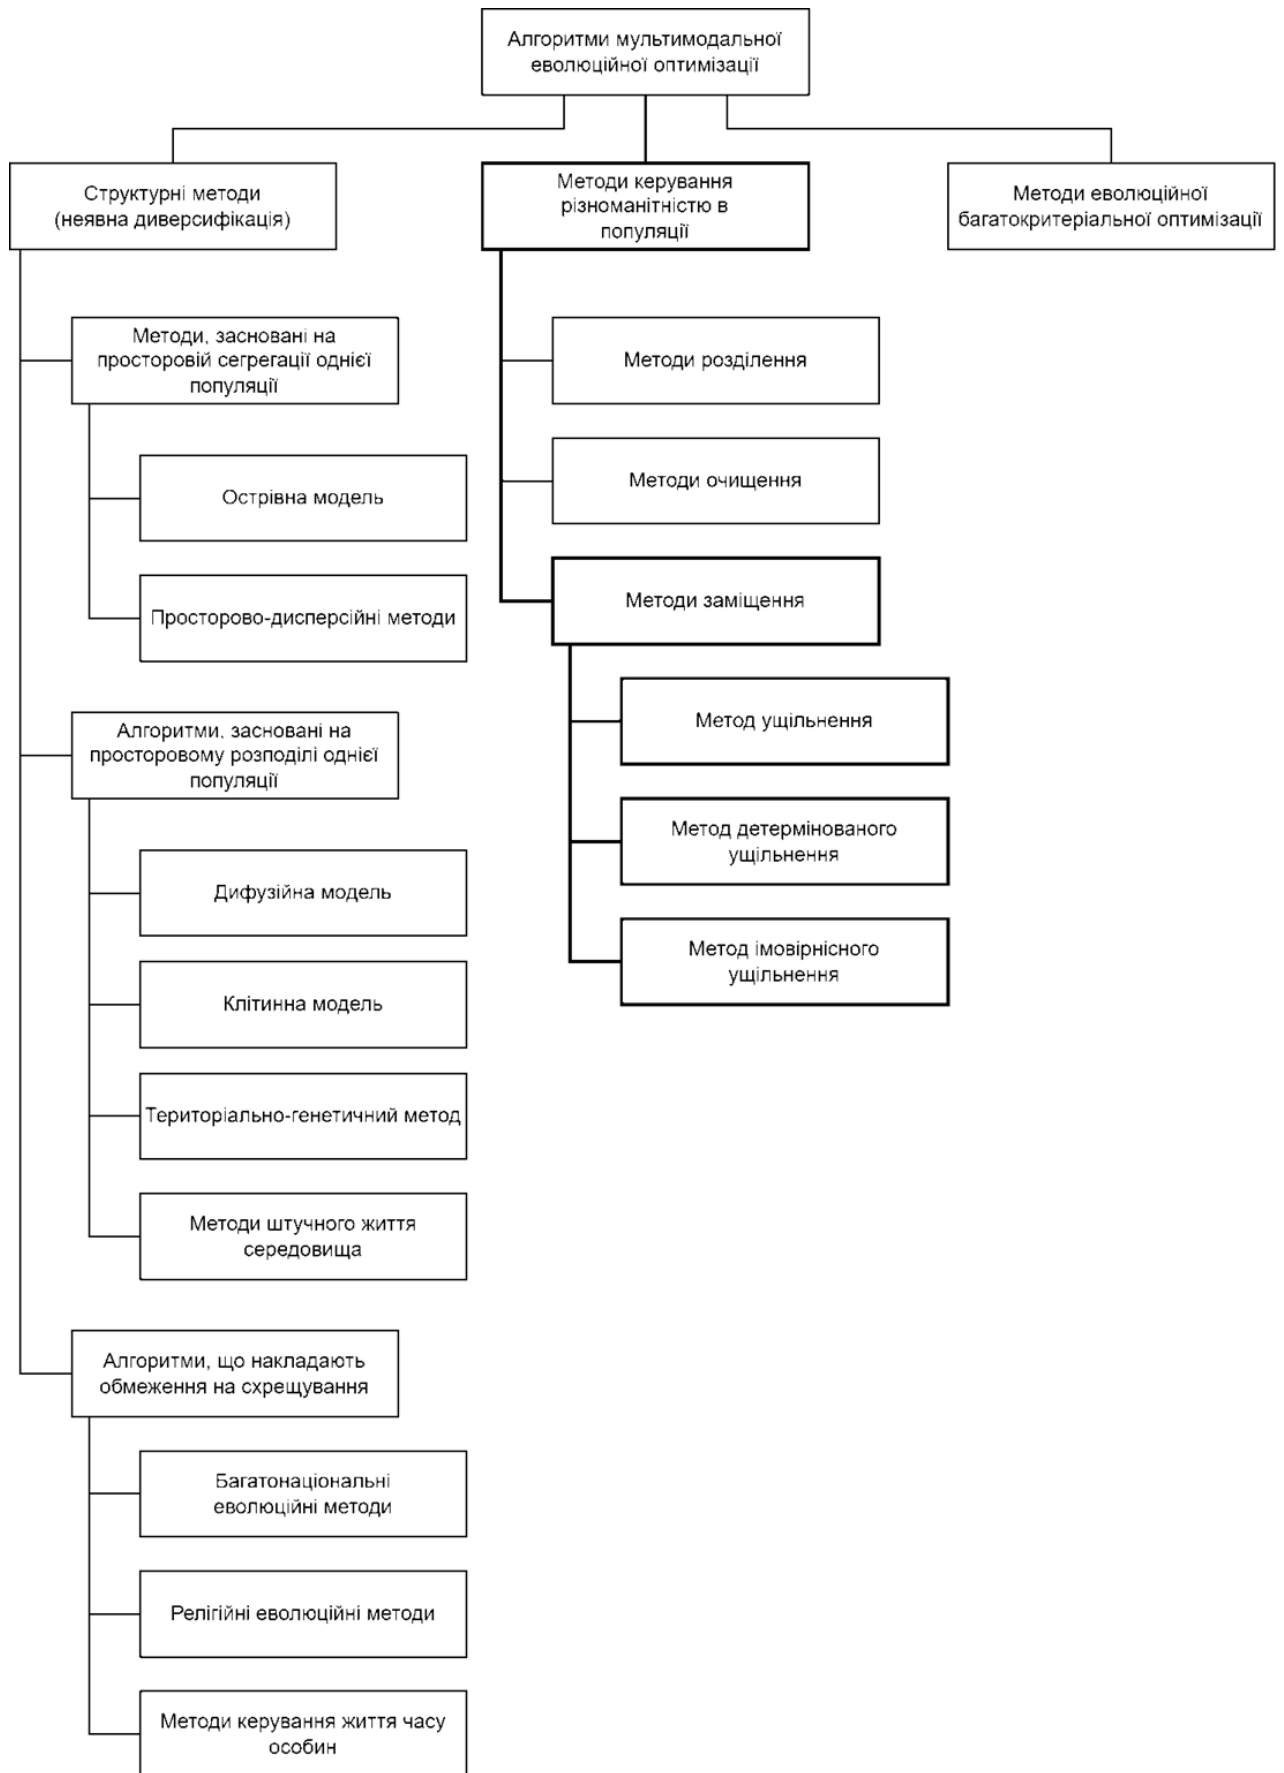 Алгоритми мультимодальної
еволюційної оптимізації
Структурні методи
(неявна диверсифікація)
Методи керування
різноманітністю в
популяції
Методи еволюційної
багатокритеріальної оптимізації
Методи, засновані на
просторовій сегрегації однієї
популяції
Острівна модель
Просторово-дисперсійні методи
Алгоритми, засновані на
просторовому розподілі однієї
популяції
Дифузійна модель
Клітинна модель
Територіально-генетичний метод
Методи штучного життя
середовища
Алгоритми, що накладають
обмеження на схрещування
Багатонаціональні
еволюційні методи
Релігійні еволюційні методи
Методи керування життя часу
особин
Методи розділення
Методи очищення
Методи заміщення
Метод ущільнення
Метод детермінованого
ущільнення
Метод імовірнісного
ущільнення